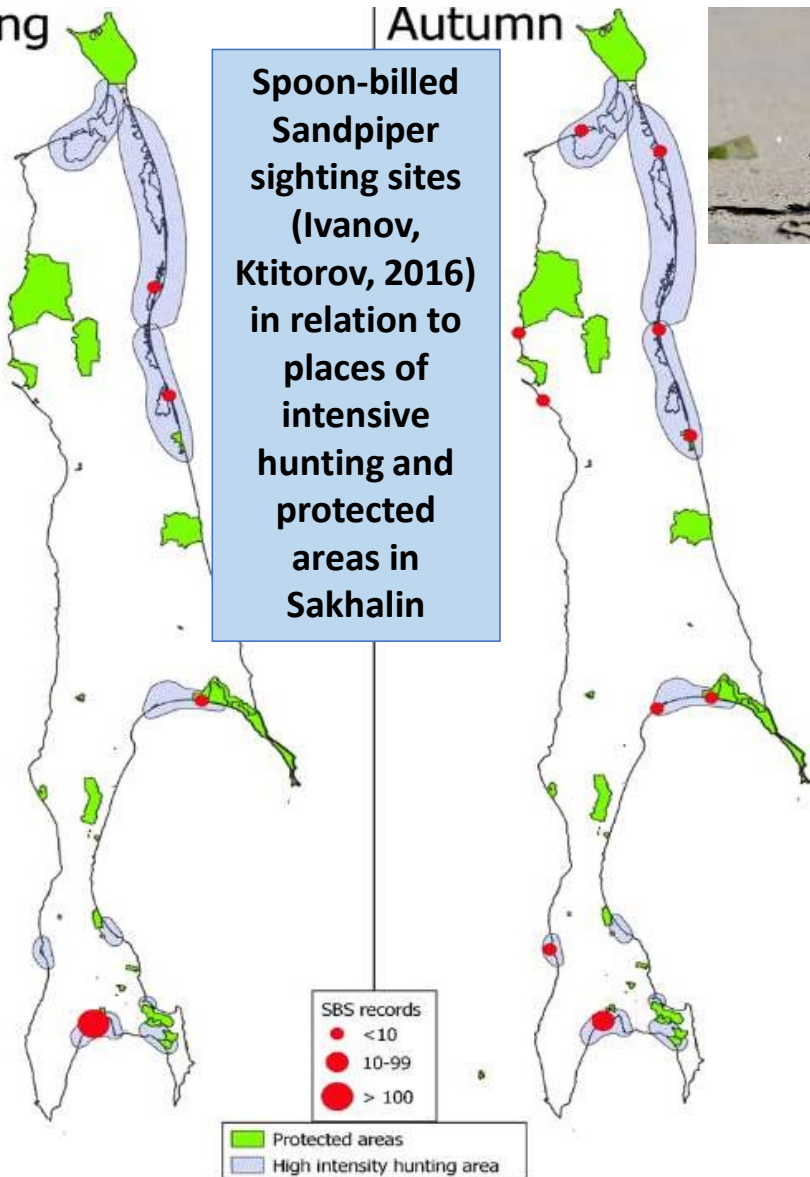 ng
Autumn
Spoon-billed
Sandpiper
sighting sites
(Ivanov,
Ktitorov, 2016)
in relation to
places of
intensive
hunting and
protected
areas in
Sakhalin
SBS records
<10
10-99
> 100
Protected areas
High intensity hunting area